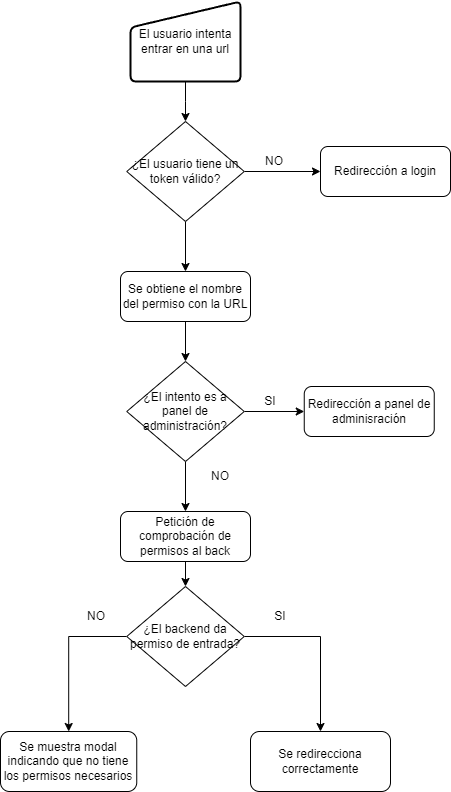 El usuario intenta
entrar en una url
¿El usuario tiene un
token válido?
NO
Redirección a login
Se obtiene el nombre
del permiso con la URL
¿El intento es a
panel de
administración?
SI
Redirección a panel de
adminisración
NO
Petición de
comprobación de
permisos al back
¿El backend da
permiso de entrada?
NO
SI
Se muestra modal
indicando que no tiene
los permisos necesarios
Se redirecciona
correctamente